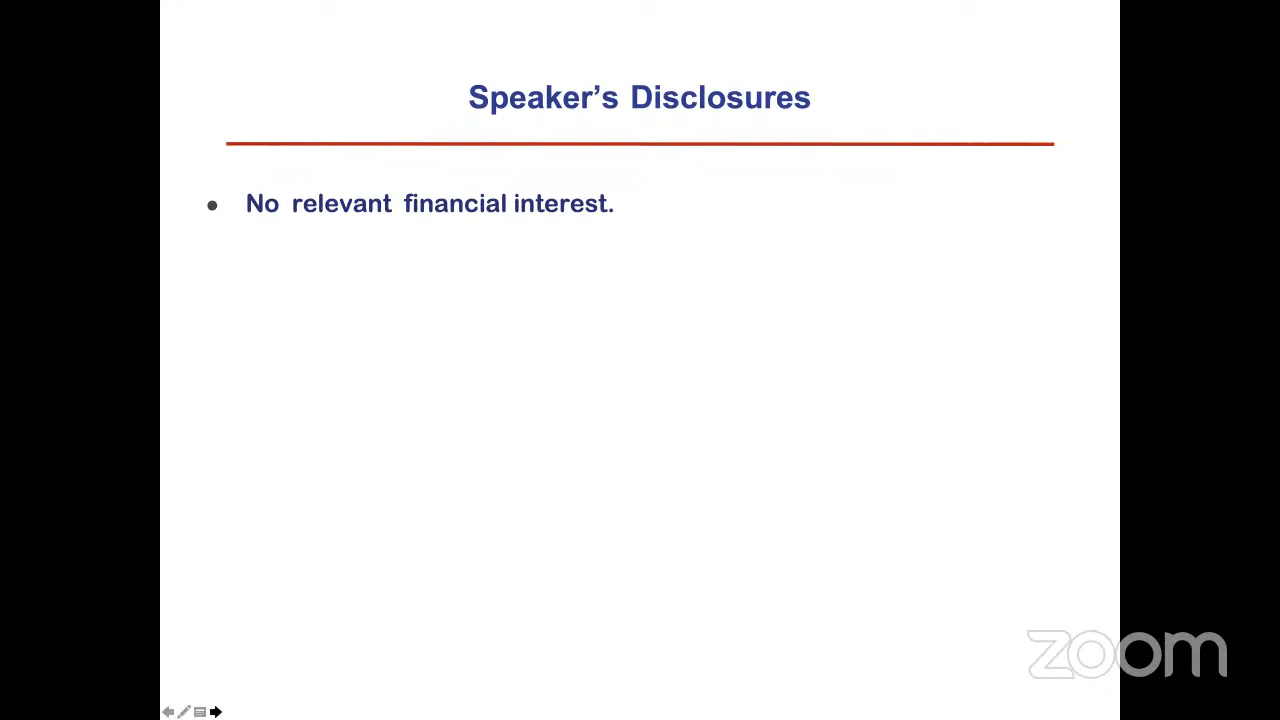 Speaker’s Disclosures
● No relevant financial interest.
zoom